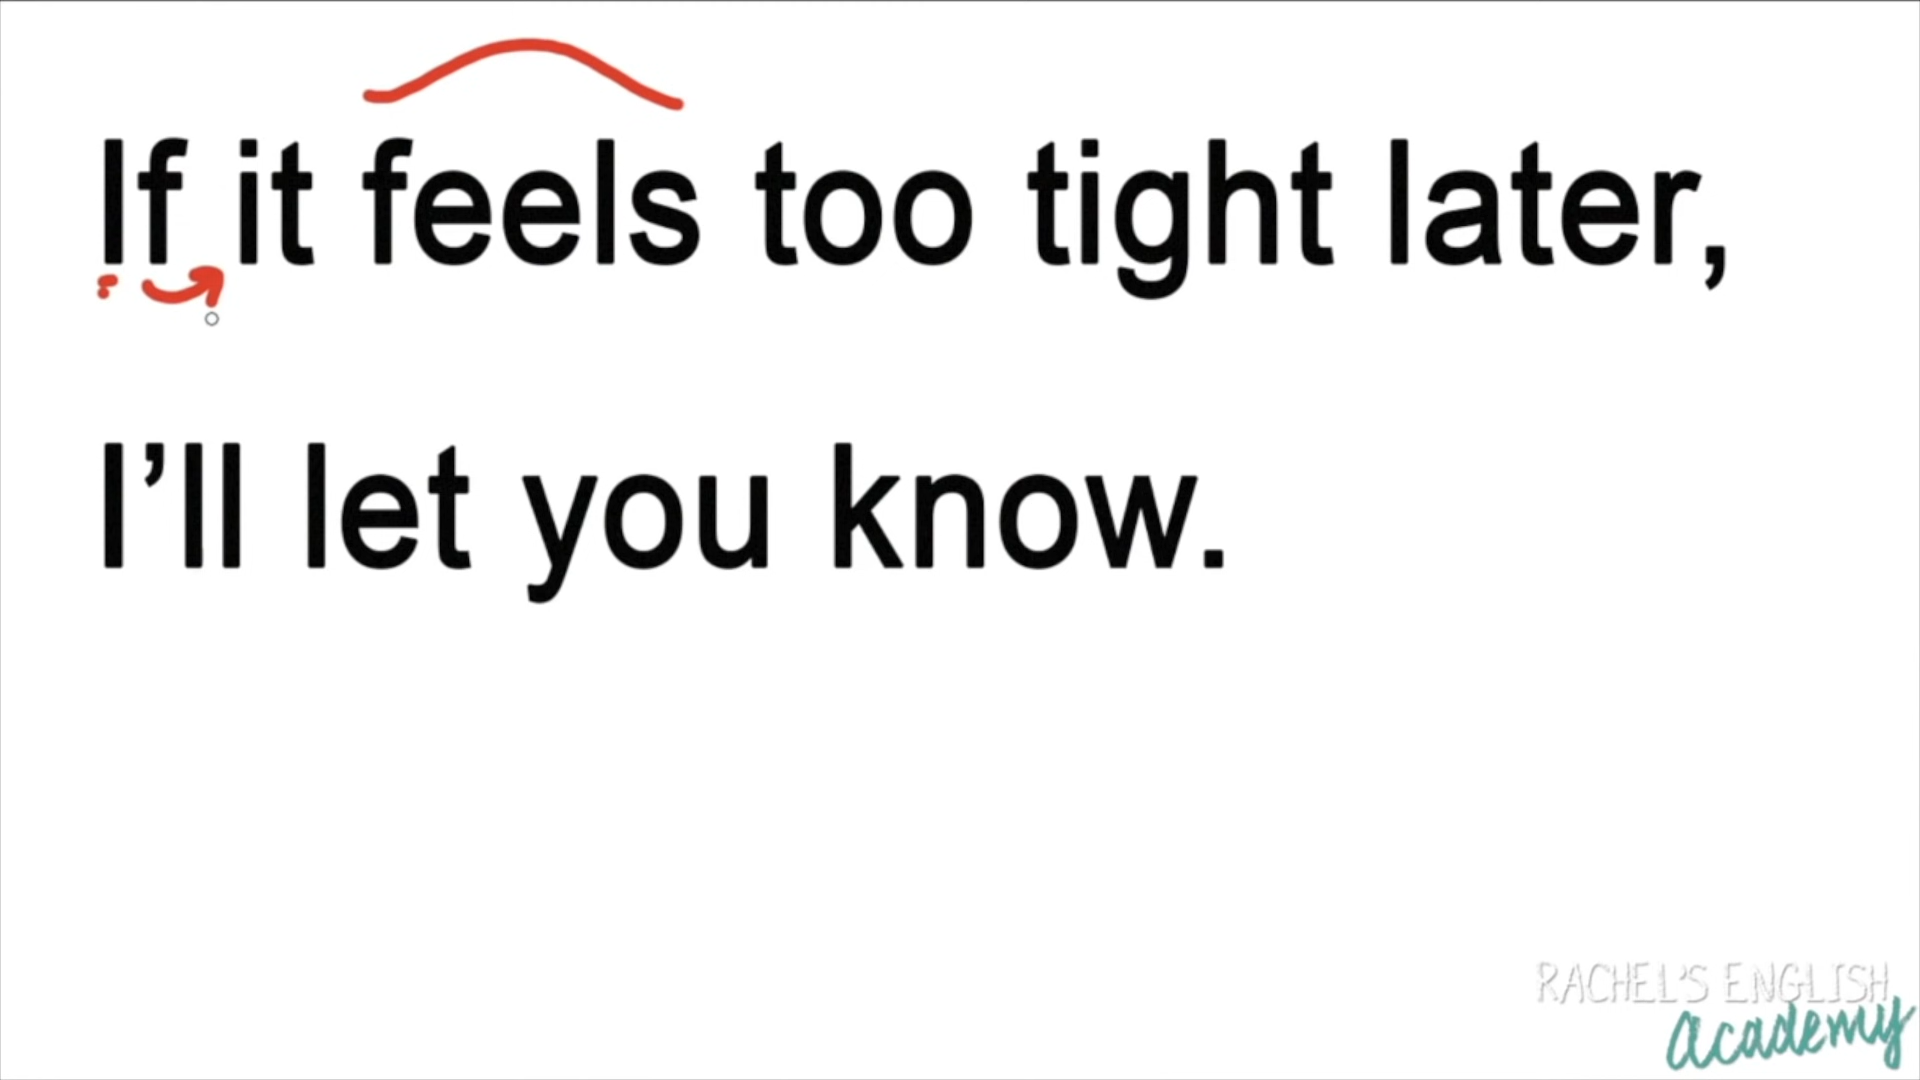 If it feels too tight later,
I’ll let you know.
RACHEL'S ENGLISH
academy